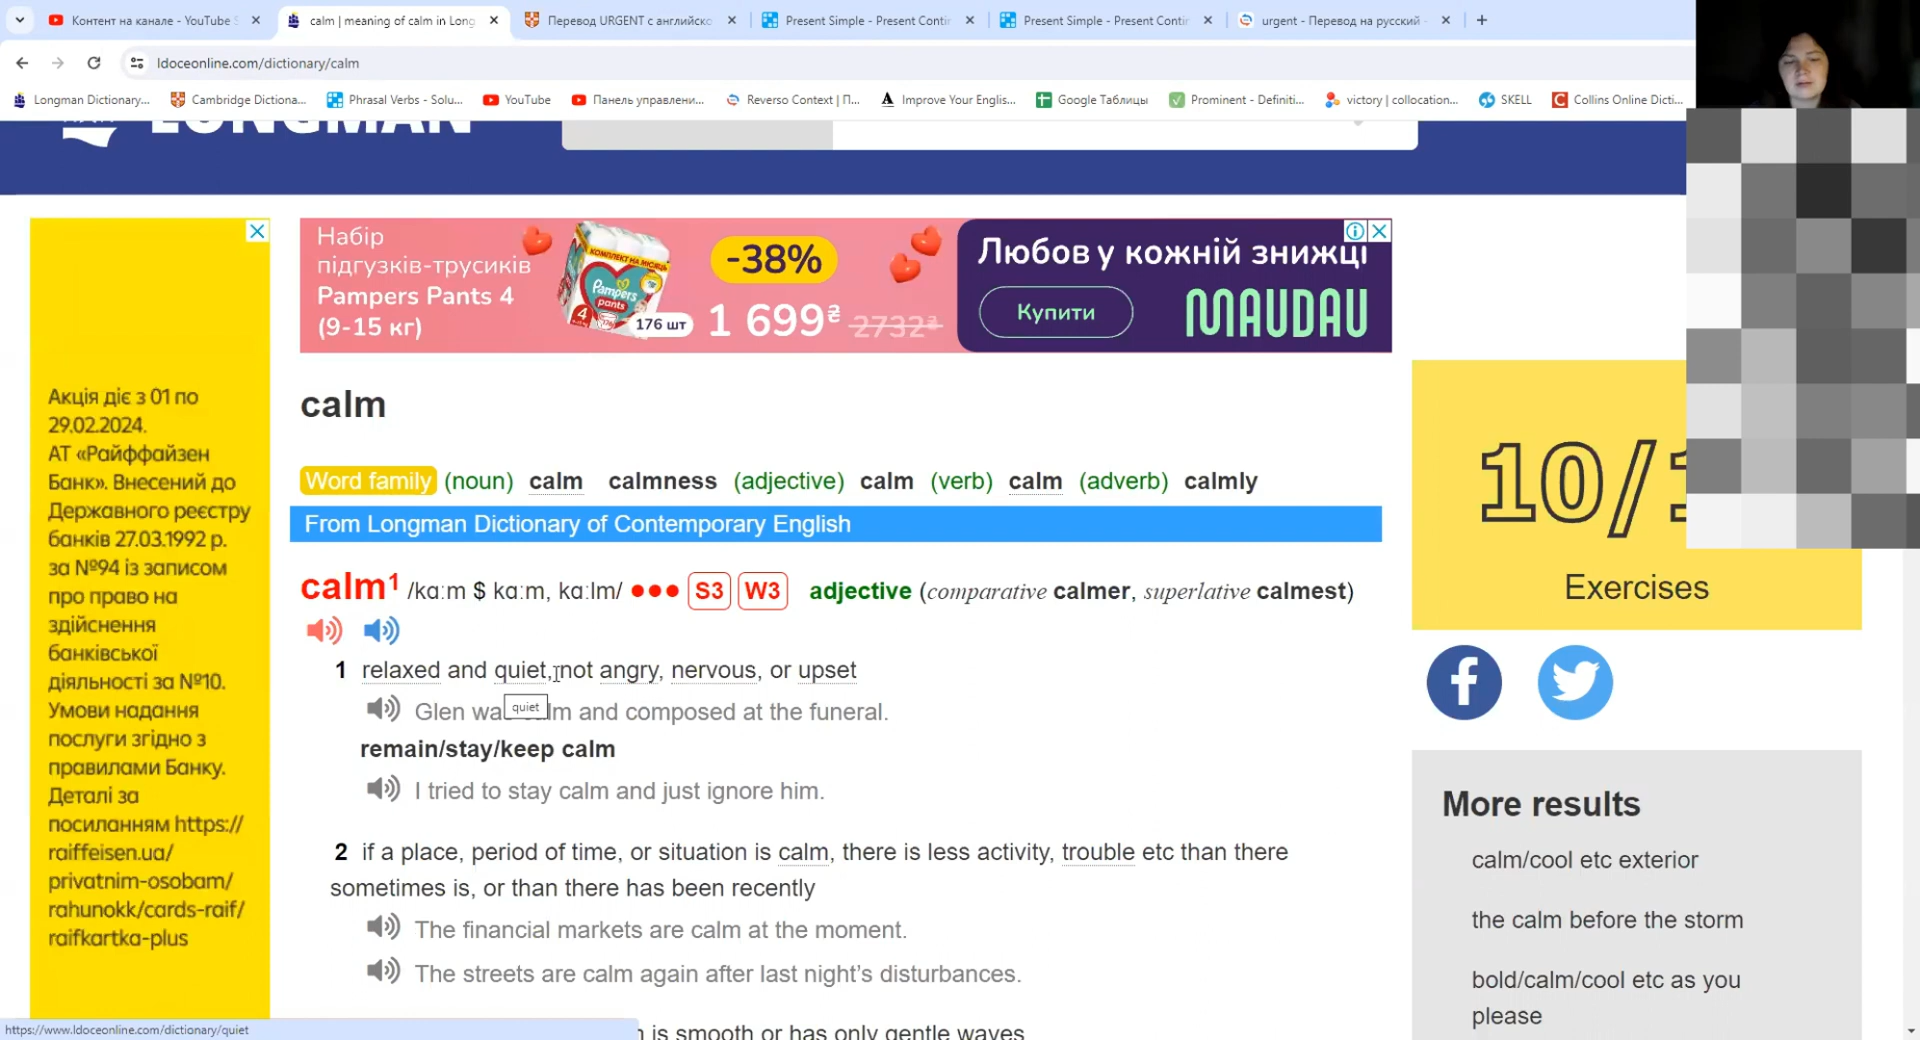 Контент на канале - YouTube S
calm | meaning of calm in Long
Перевод URGENT с английско
Present Simple - Present Contin
Present Simple - Present Contin
urgent - Перевод на русский -
ldoceonline.com/dictionary/calm
Longman Dictionary...
Cambridge Dictiona...
Phrasal Verbs - Solu...
YouTube
Панель управлени...
Reverso Context | П...
Improve Your Englis...
Google Таблицы
Prominent - Definiti...
victory | collocation...
SKELL
Collins Online Dicti...
LONGMAN
Набір
підгузків-трусиків
Pampers Pants 4
(9-15 кг)
КОМПЛЕКТ НА МІСЯЦЬ
Pampers
pants
4
176 шт
-38%
1 699₴ 2732₴
Любов у кожній знижці
Купити
MAUDAU
Акція діє з 01 по
29.02.2024.
АТ «Райффайзен
Банк». Внесений до
Державного реєстру
банків 27.03.1992 р.
за №94 із записом
про право на
здійснення
банківської
діяльності за №10.
Умови надання
послуги згідно з
правилами Банку.
Деталі за
посиланням https://
raiffeisen.ua/
privatnim-osobam/
rahunokk/cards-raif/
raifkartka-plus
calm
Word family (noun) calm calmness (adjective) calm (verb) calm (adverb) calmly
From Longman Dictionary of Contemporary English
calm1 /kɑːm $ kɑːm, kɑːlm/ ●●● S3 W3 adjective (comparative calmer, superlative calmest)
1 relaxed and quiet, not angry, nervous, or upset
quiet
Glen wa lm and composed at the funeral.
remain/stay/keep calm
I tried to stay calm and just ignore him.
2 if a place, period of time, or situation is calm, there is less activity, trouble etc than there
sometimes is, or than there has been recently
The financial markets are calm at the moment.
The streets are calm again after last night's disturbances.
is smooth or has only gentle waves
10/1
Exercises
More results
calm/cool etc exterior
the calm before the storm
bold/calm/cool etc as you
please
https://www.ldoceonline.com/dictionary/quiet